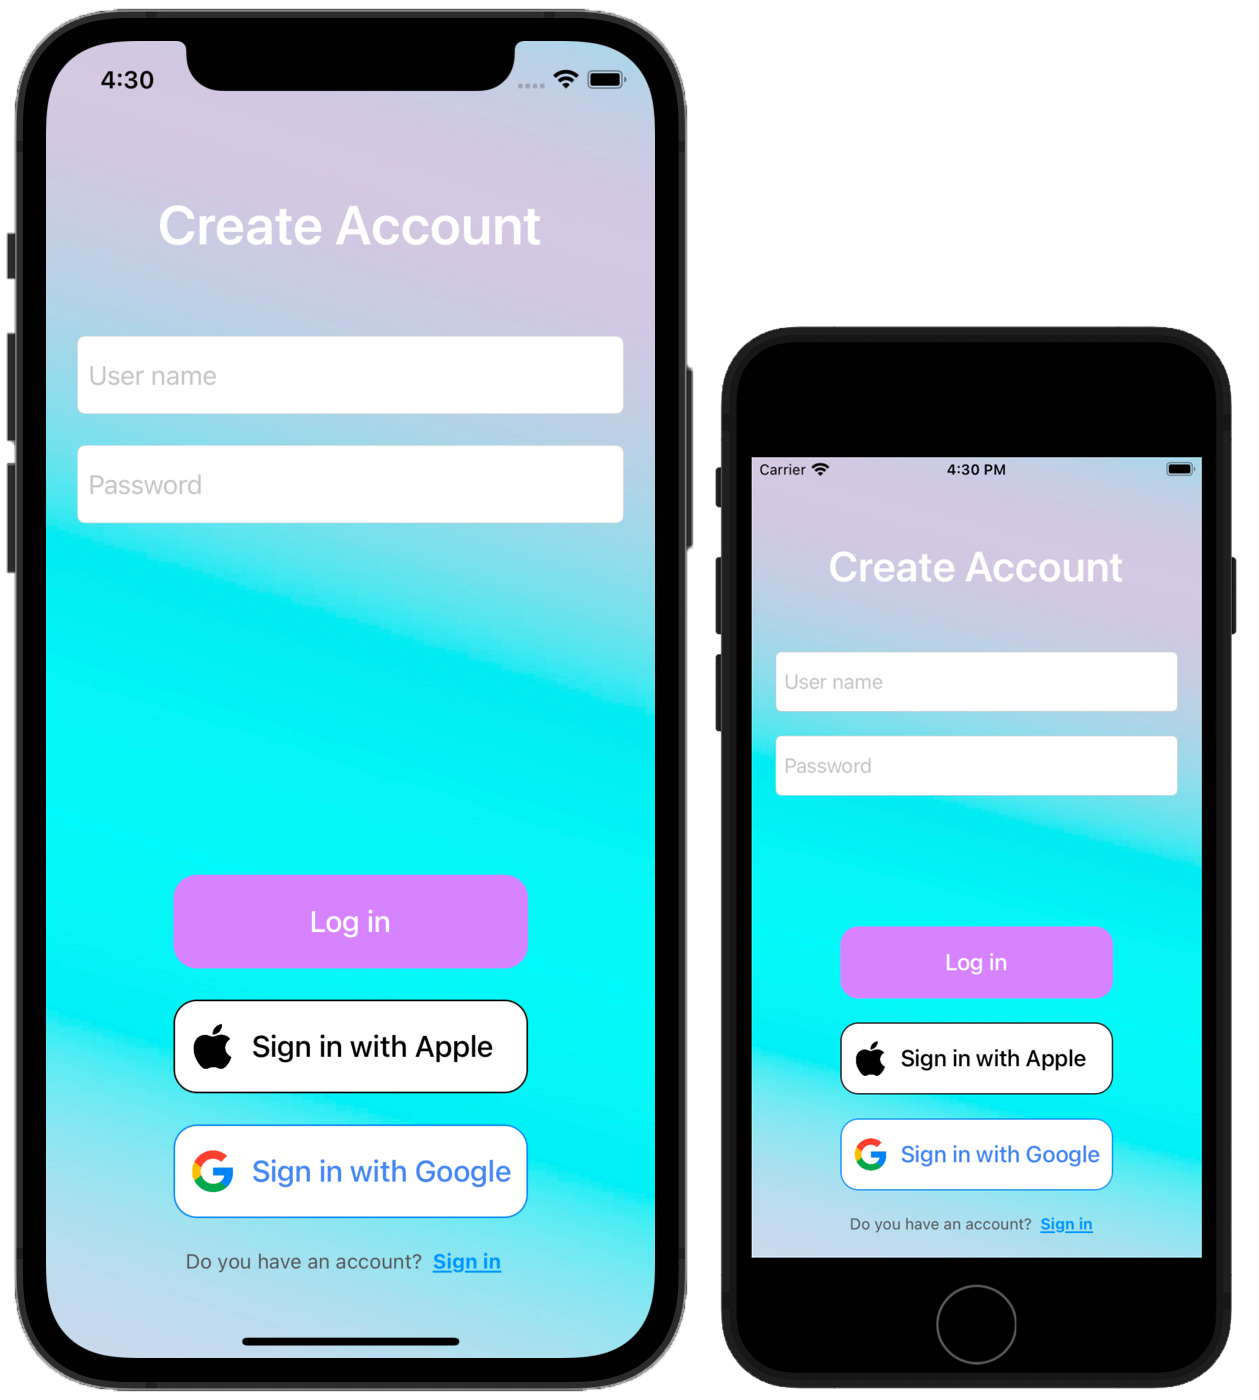 4:30
Create Account
User name
Password
Log in
Sign in with Apple
Sign in with Google
Do you have an account? Sign in
Carrier 4:30 PM
Create Account
User name
Password
Log in
Sign in with Apple
Sign in with Google
Do you have an account? Sign in